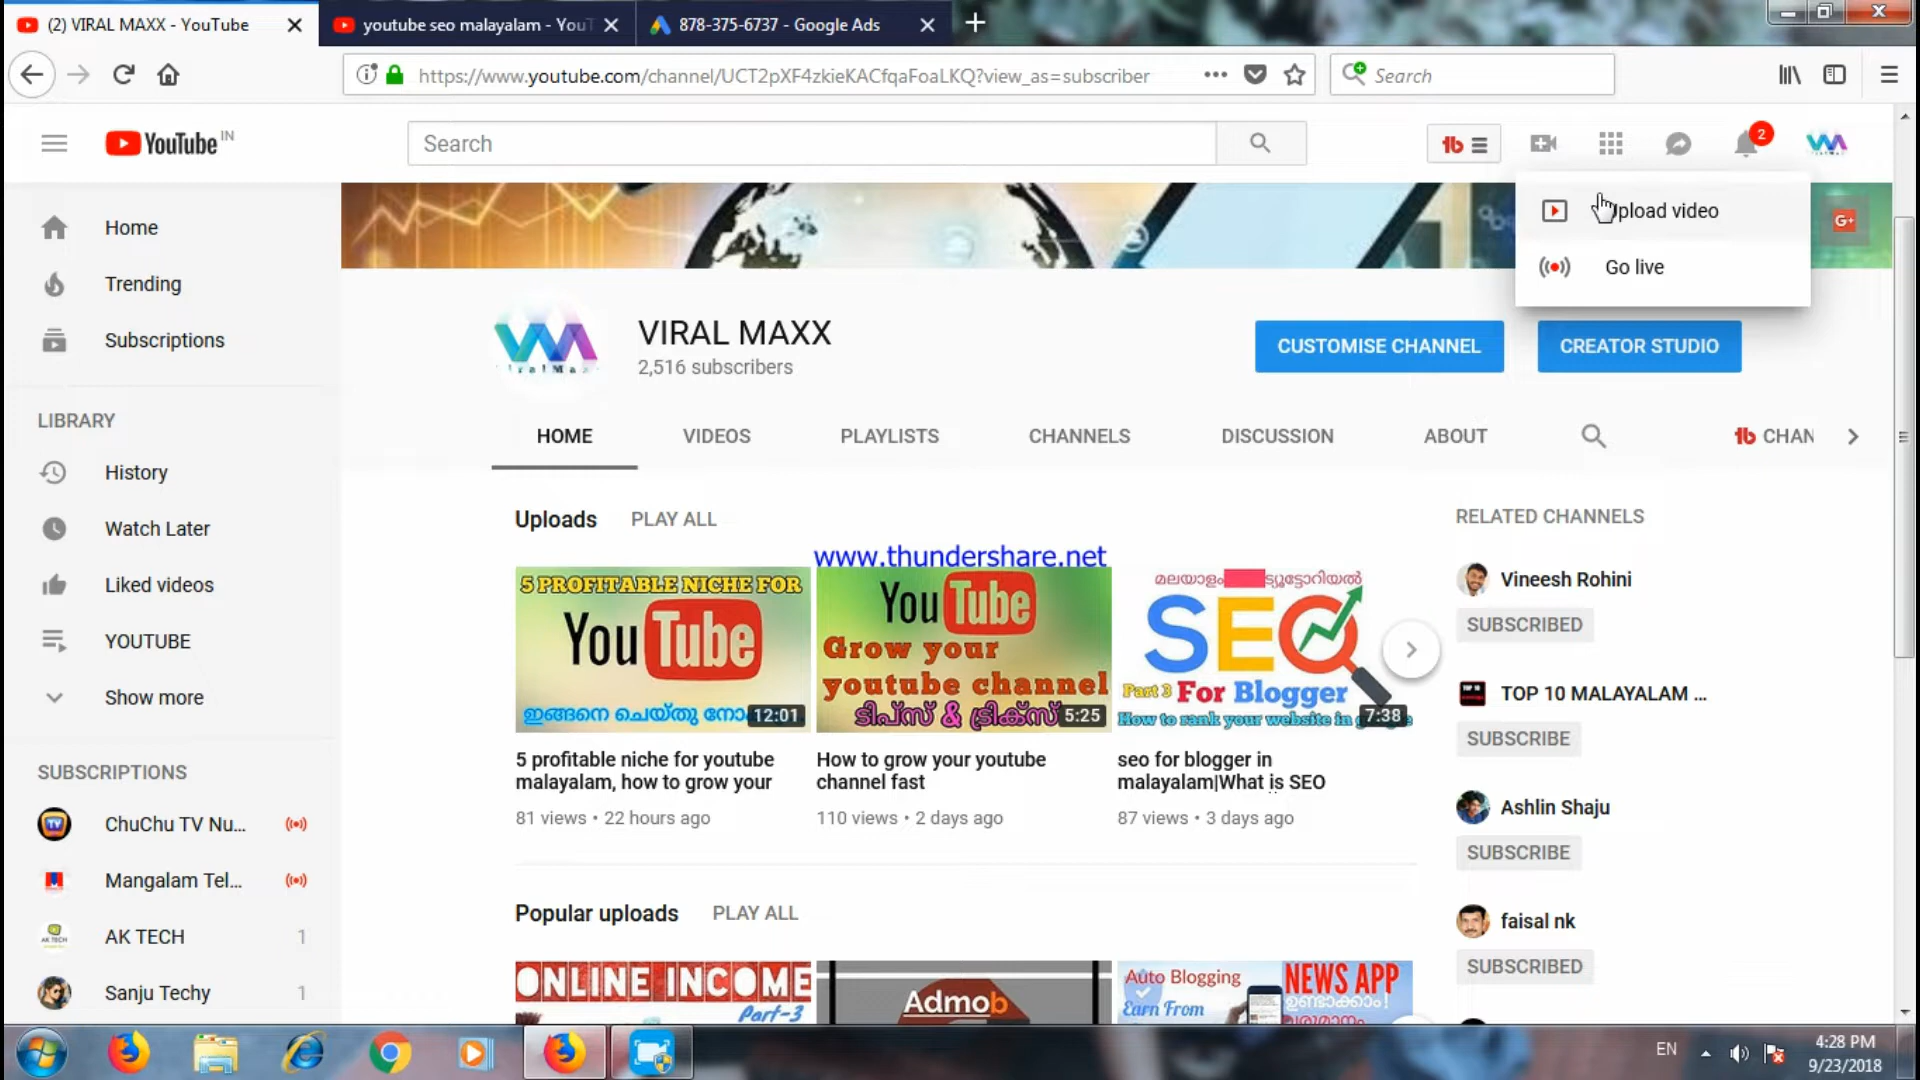 (2) VIRAL MAXX - YouTube
youtube seo malayalam - YouT
878-375-6737 - Google Ads
https://www.youtube.com/channel/UCT2pXF4zkieKACfqaFoaLKQ?view_as=subscriber
Search
YouTube IN
Search
2
Upload video
Go live
G+
Home
Trending
Subscriptions
LIBRARY
History
Watch Later
Liked videos
YOUTUBE
Show more
SUBSCRIPTIONS
ChuChu TV Nu...
Mangalam Tel...
AK TECH 1
Sanju Techy 1
VIRAL MAXX
2,516 subscribers
CUSTOMISE CHANNEL
CREATOR STUDIO
HOME VIDEOS PLAYLISTS CHANNELS DISCUSSION ABOUT CHAN
Uploads PLAY ALL
www.thundershare.net
5 PROFITABLE NICHE FOR
YouTube
ഇങ്ങനെ ചെയ്തു നോ
12:01
5 profitable niche for youtube
malayalam, how to grow your
81 views • 22 hours ago
YouTube
Grow your
youtube channel
ടിപ്സ് & ട്രിക്സ്
5:25
How to grow your youtube
channel fast
110 views • 2 days ago
മലയാളം ട്യൂട്ടോറിയൽ
SEO
Part 3 For Blogger
How to rank your website in
7:38
seo for blogger in
malayalam|What is SEO
87 views • 3 days ago
Popular uploads PLAY ALL
ONLINE INCOME
Part-3
Admob
Auto Blogging
Earn From
NEWS APP
ഉണ്ടാക്കാം!
വരുമാനം
RELATED CHANNELS
Vineesh Rohini
SUBSCRIBED
TOP 10 MALAYALAM ...
SUBSCRIBE
Ashlin Shaju
SUBSCRIBE
faisal nk
SUBSCRIBED
EN
4:28 PM
9/23/2018